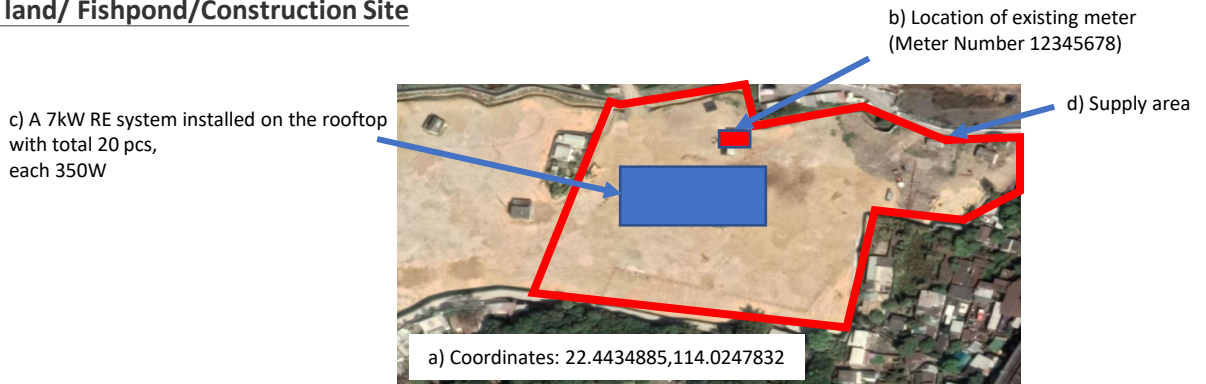 land/ Fishpond/Construction Site
b) Location of existing meter
(Meter Number 12345678)
c) A 7kW RE system installed on the rooftop
with total 20 pcs,
each 350W
d) Supply area
a) Coordinates: 22.4434885,114.0247832